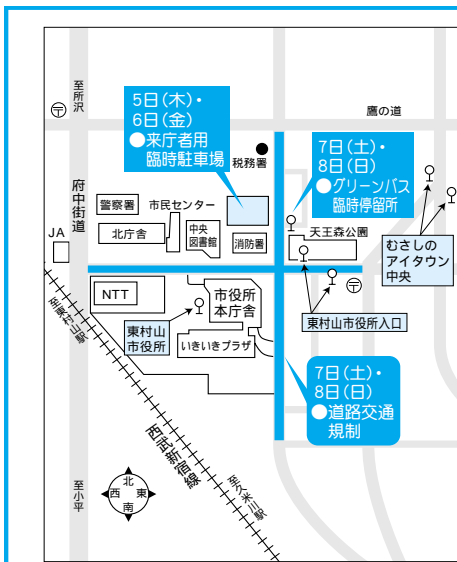 至所沢
〒
鷹の道
5日(木)・
6日(金)
●来庁者用
臨時駐車場
税務署
7日(土)・
8日(日)
●グリーンバス
臨時停留所
府中街道
警察署
市民センター
北庁舎
中央
図書館
消防署
天王森公園
むさしの
アイタウン
中央
JA
〒
至東村山駅
NTT
市役所
本庁舎
東村山
市役所
東村山市役所入口
いきいきプラザ
7日(土)・
8日(日)
●道路交通
規制
西武新宿線
至小平
北
西
東
南
至久米川駅